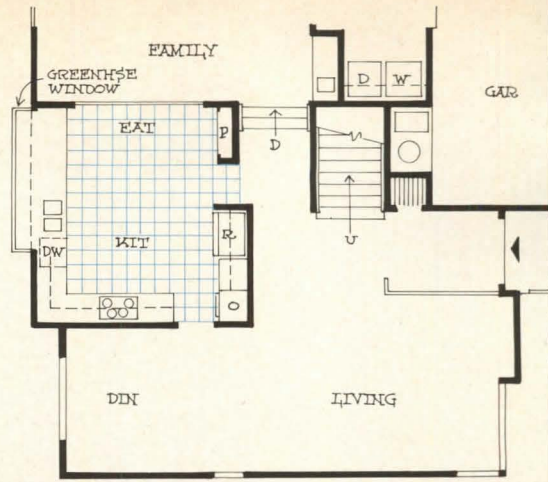 FAMILY
GREENHSE
WINDOW
D W
GAR
EAT
P
D
KIT
R
U
DW
O
DIN
LIVING